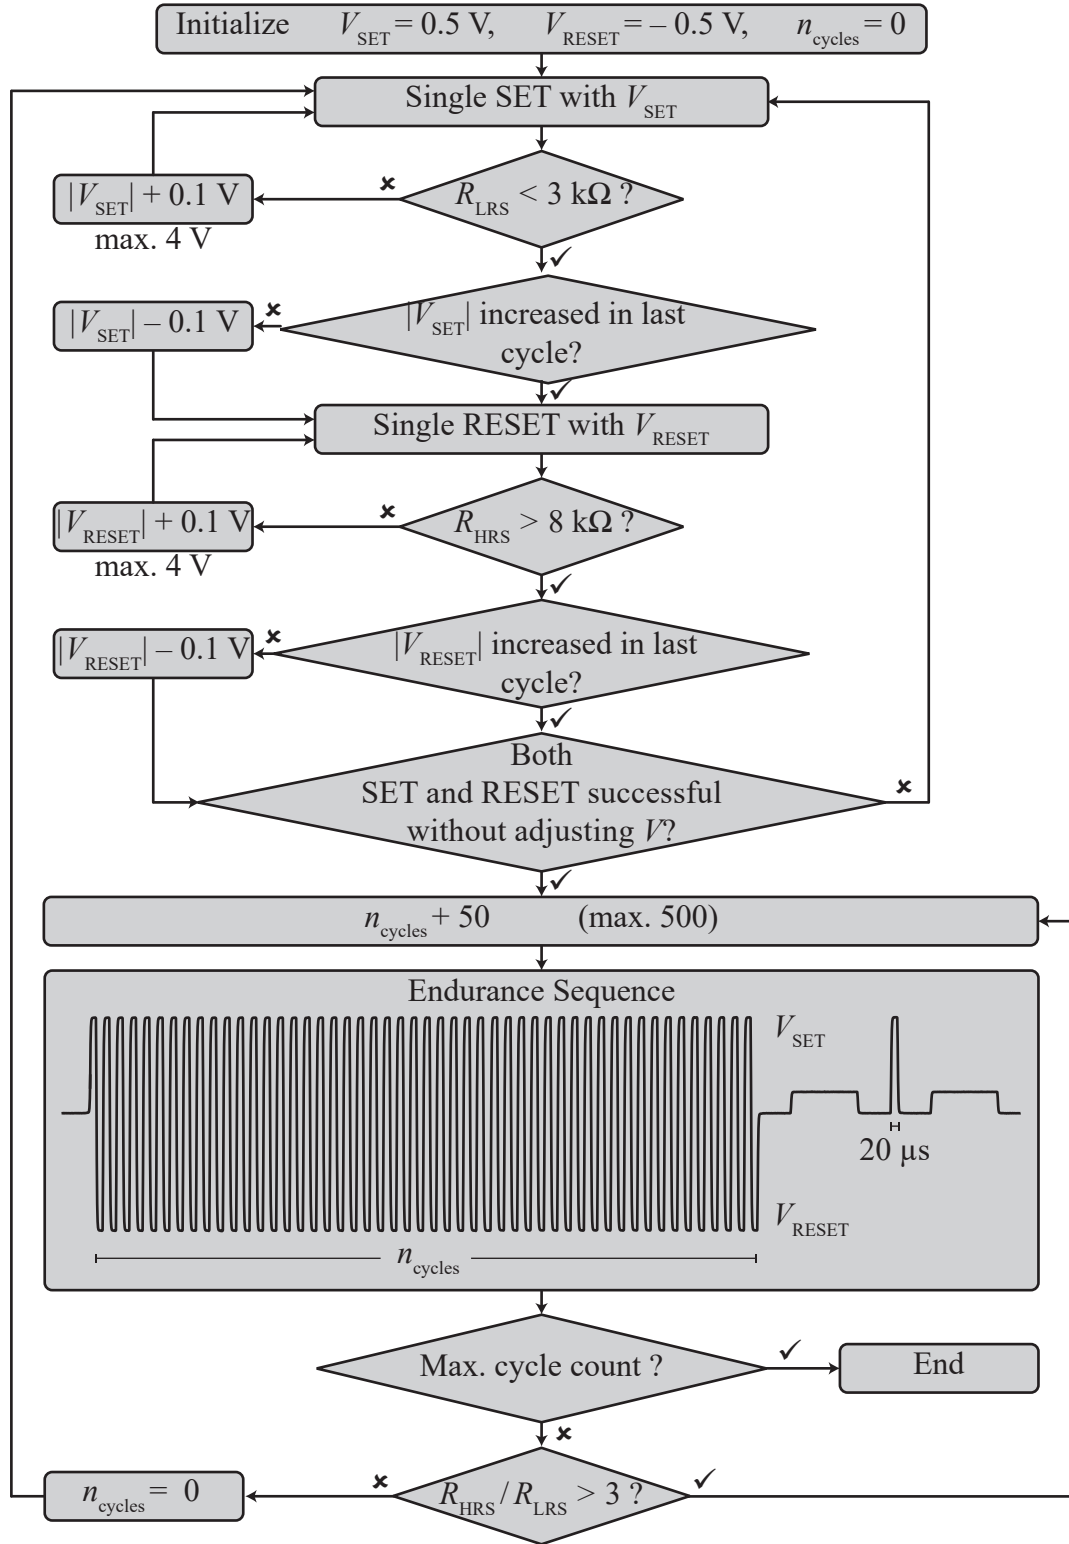 Initialize V_SET = 0.5 V, V_RESET = – 0.5 V, n_cycles = 0
Single SET with V_SET
R_LRS < 3 kΩ ?
✘
|V_SET| + 0.1 V
max. 4 V
✓
|V_SET| increased in last
cycle?
✘
|V_SET| – 0.1 V
✓
Single RESET with V_RESET
R_HRS > 8 kΩ ?
✘
|V_RESET| + 0.1 V
max. 4 V
✓
|V_RESET| increased in last
cycle?
✘
|V_RESET| – 0.1 V
✓
Both
SET and RESET successful
without adjusting V?
✘
✓
n_cycles + 50 (max. 500)
Endurance Sequence
V_SET
20 µs
V_RESET
n_cycles
Max. cycle count ?
✓
End
✘
R_HRS / R_LRS > 3 ?
✘
✓
n_cycles = 0